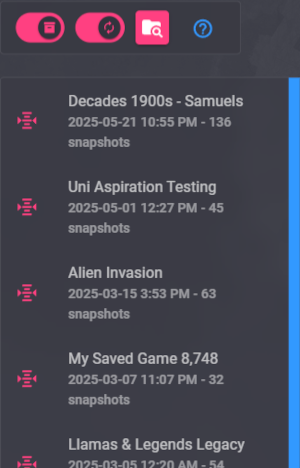 Decades 1900s - Samuels
2025-05-21 10:55 PM - 136
snapshots
Uni Aspiration Testing
2025-05-01 12:27 PM - 45
snapshots
Alien Invasion
2025-03-15 3:53 PM - 63
snapshots
My Saved Game 8,748
2025-03-07 11:07 PM - 32
snapshots
Llamas & Legends Legacy
2025-03-05 12:20 AM - 54